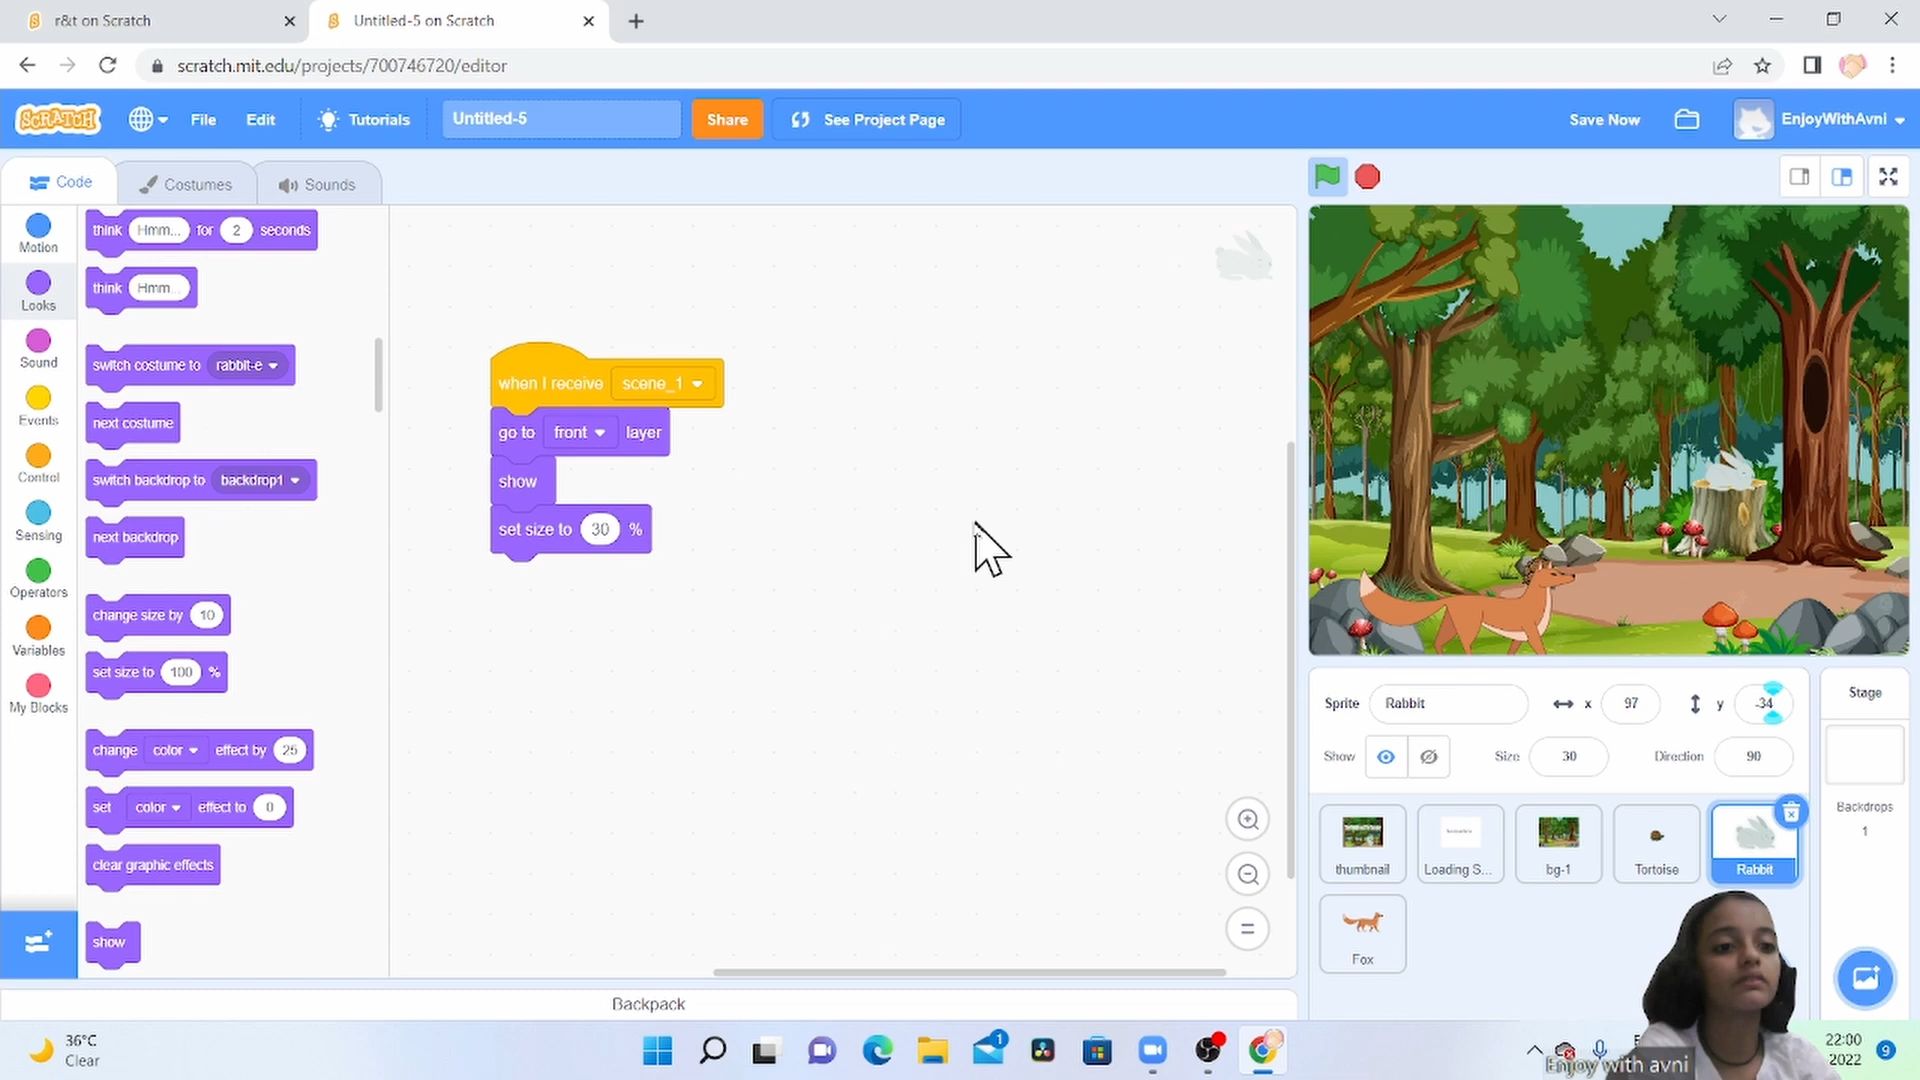 r&t on Scratch
Untitled-5 on Scratch
scratch.mit.edu/projects/700746720/editor
SCRATCH
File
Edit
Tutorials
Untitled-5
Share
See Project Page
Save Now
EnjoyWithAvni
Code
Costumes
Sounds
Motion
Looks
Sound
Events
Control
Sensing
Operators
Variables
My Blocks
think Hmm... for 2 seconds
think Hmm...
switch costume to rabbit-e
next costume
switch backdrop to backdrop1
next backdrop
change size by 10
set size to 100 %
change color effect by 25
set color effect to 0
clear graphic effects
show
when I receive scene_1
go to front layer
show
set size to 30 %
Backpack
Sprite Rabbit x 97 y -34
Show Size 30 Direction 90
thumbnail
Loading S...
bg-1
Tortoise
Rabbit
Fox
Stage
Backdrops
1
36°C
Clear
1
22:00
2022
9
Enjoy with avni